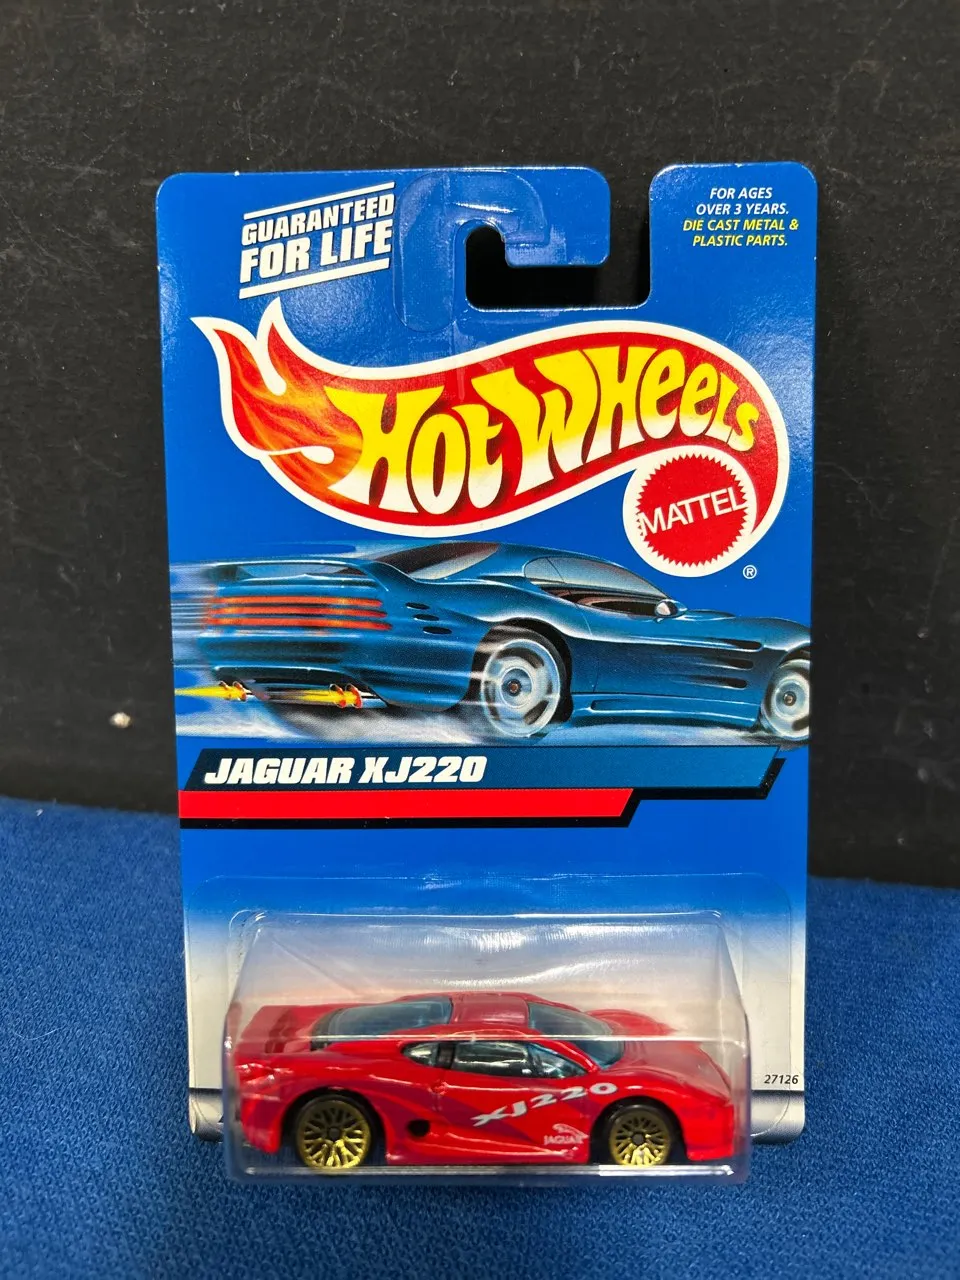 GUARANTEED
FOR LIFE
FOR AGES
OVER 3 YEARS.
DIE CAST METAL &
PLASTIC PARTS.
HOT WHEELS
MATTEL
®
JAGUAR XJ220
27126
XJ220
JAGUAR